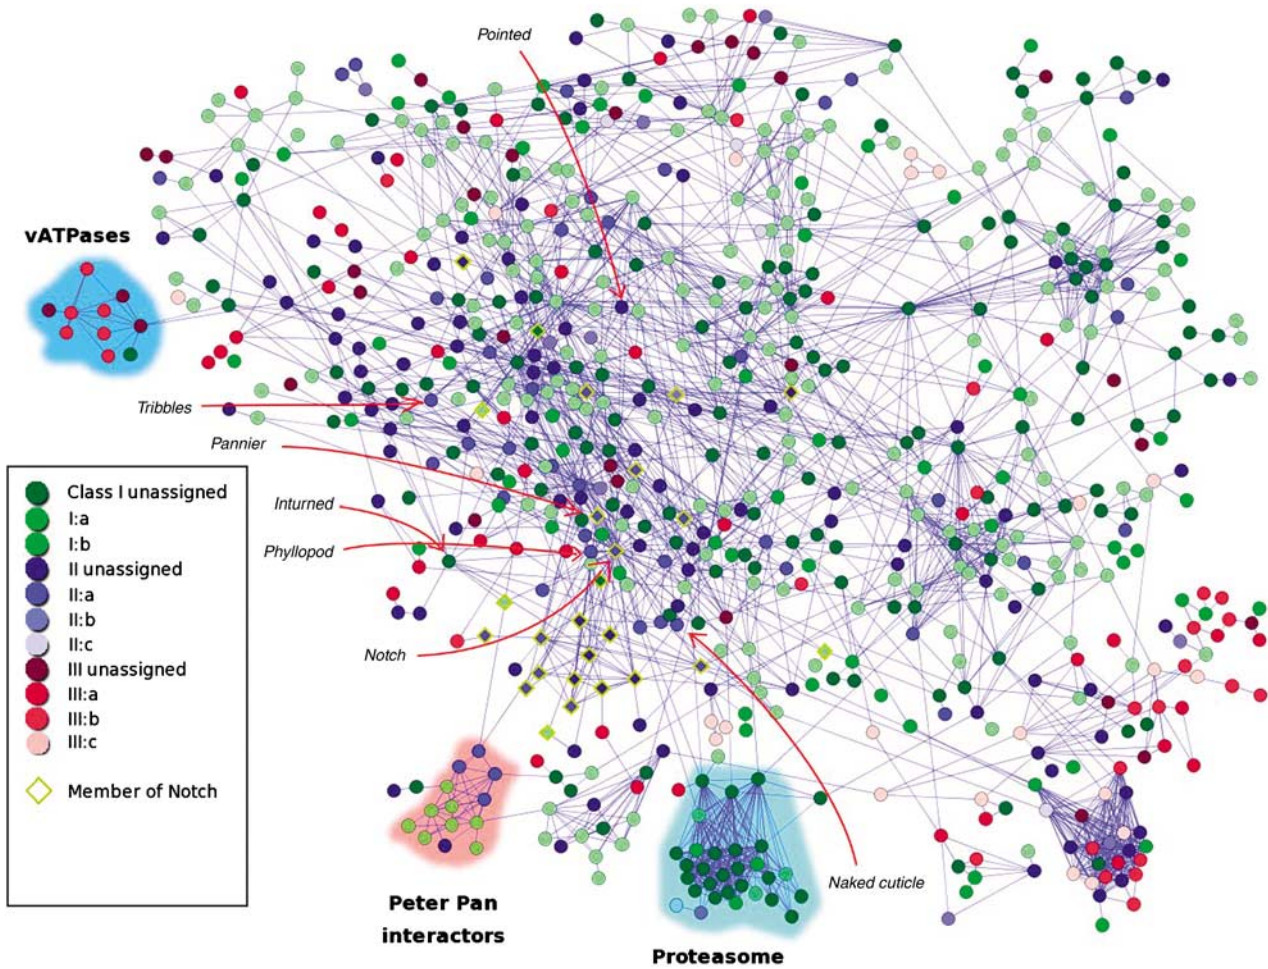 Pointed
vATPases
Tribbles
Pannier
Inturned
Phyllopod
Notch
Class I unassigned
I:a
I:b
II unassigned
II:a
II:b
II:c
III unassigned
III:a
III:b
III:c
Member of Notch
Naked cuticle
Peter Pan
interactors
Proteasome